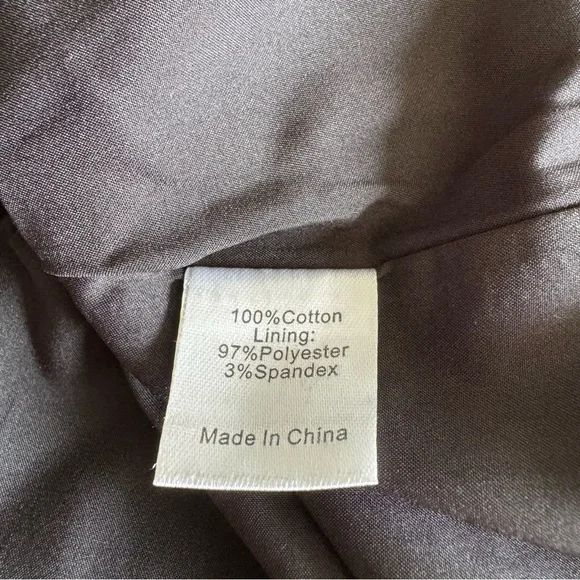 100%Cotton
Lining:
97%Polyester
3%Spandex
Made In China